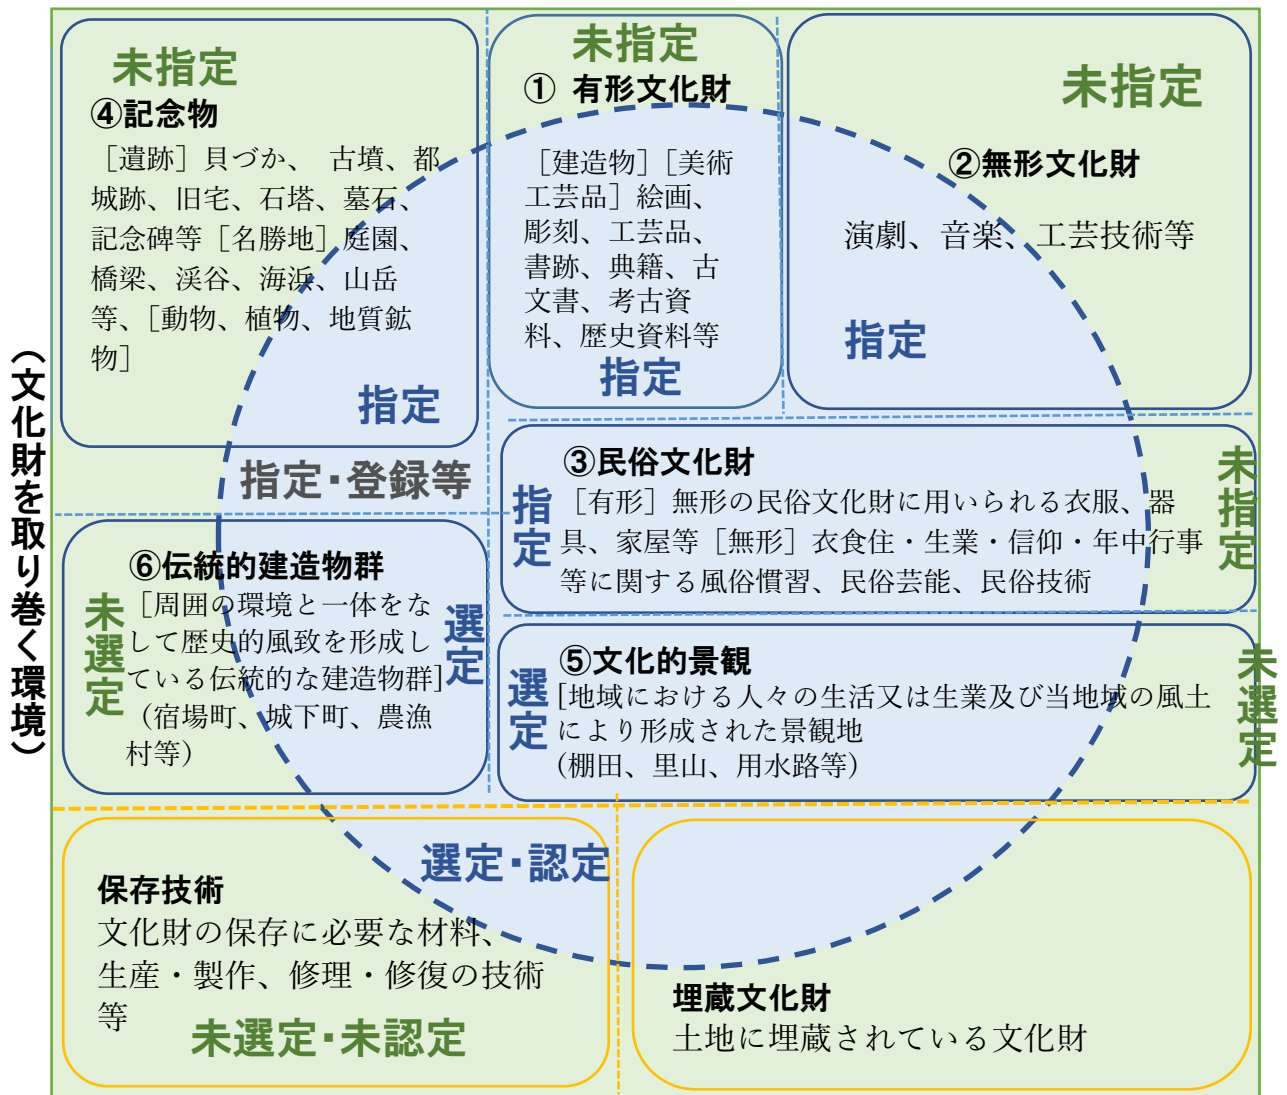 （文化財を取り巻く環境）
未指定
④記念物
［遺跡］貝づか、 古墳、都
城跡、旧宅、石塔、墓石、
記念碑等［名勝地］庭園、
橋梁、渓谷、海浜、山岳
等、［動物、植物、地質鉱
物］
指定
未指定
① 有形文化財
［建造物］［美術
工芸品］絵画、
彫刻、工芸品、
書跡、典籍、古
文書、考古資
料、歴史資料等
指定
未指定
②無形文化財
演劇、音楽、工芸技術等
指定
指定・登録等
③民俗文化財
指定
［有形］無形の民俗文化財に用いられる衣服、器
具、家屋等［無形］衣食住・生業・信仰・年中行事
等に関する風俗慣習、民俗芸能、民俗技術
未指定
⑥伝統的建造物群
未選定
［周囲の環境と一体をな
して歴史的風致を形成し
ている伝統的な建造物群］
（宿場町、城下町、農漁
村等）
選定
⑤文化的景観
選定
[地域における人々の生活又は生業及び当地域の風土
により形成された景観地
(棚田、里山、用水路等）
未選定
選定・認定
保存技術
文化財の保存に必要な材料、
生産・製作、修理・修復の技術
等
未選定・未認定
埋蔵文化財
土地に埋蔵されている文化財